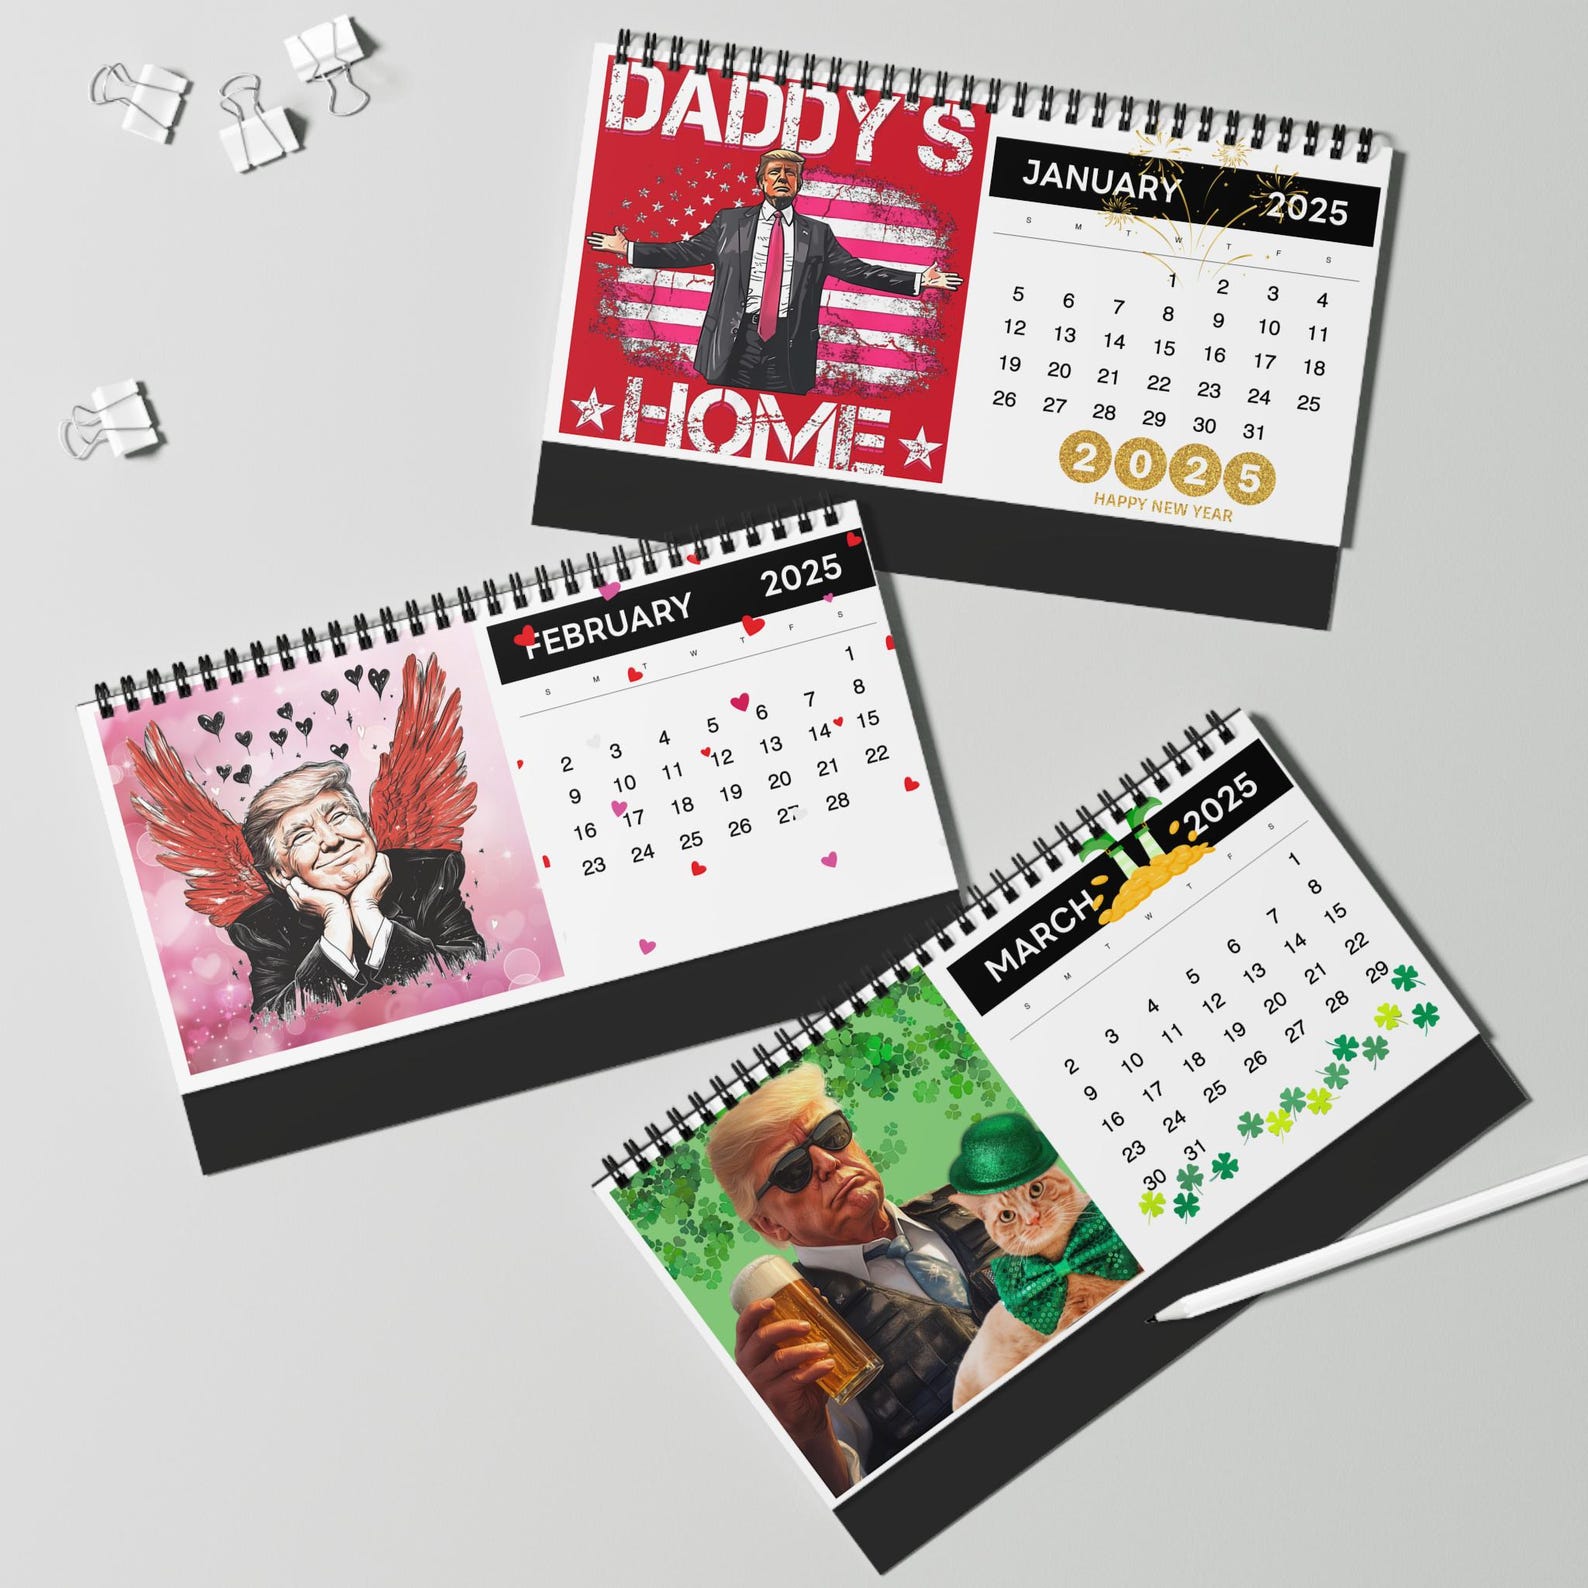 DADDY'S
HOME
JANUARY 2025
S M T W T F S
1 2 3 4
5 6 7 8 9 10 11
12 13 14 15 16 17 18
19 20 21 22 23 24 25
26 27 28 29 30 31
2025
HAPPY NEW YEAR
FEBRUARY 2025
S M T W T F S
1
2 3 4 5 6 7 8
9 10 11 12 13 14 15
16 17 18 19 20 21 22
23 24 25 26 27 28
MARCH 2025
S M T W T F S
1
2 3 4 5 6 7 8
9 10 11 12 13 14 15
16 17 18 19 20 21 22
23 24 25 26 27 28 29
30 31